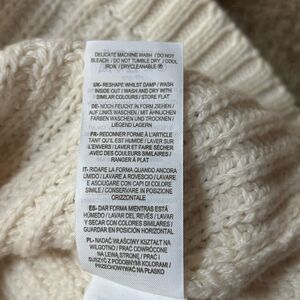 DELICATE MACHINE WASH / DO NOT
BLEACH / DO NOT TUMBLE DRY / COOL
IRON / DRYCLEANABLE Ⓟ
UK- RESHAPE WHILST DAMP / WASH
INSIDE OUT / WASH AND DRY WITH
SIMILAR COLOURS / STORE FLAT
DE- NOCH FEUCHT IN FORM ZIEHEN /
AUF LINKS WASCHEN / MIT ÄHNLICHEN
FARBEN WASCHEN UND TROCKNEN /
LIEGEND LAGERN
FR- REDONNER FORME À L'ARTICLE
TANT QU'IL EST HUMIDE / LAVER SUR
L'ENVERS / LAVER ET FAIRE SÉCHER
AVEC DES COULEURS SIMILAIRES /
RANGER À PLAT
IT- RIDARE LA FORMA QUANDO ANCORA
UMIDO / LAVARE A ROVESCIO / LAVARE
E ASCIUGARE CON CAPI DI COLORE
SIMILE / CONSERVARE IN POSIZIONE
ORIZZONTALE
ES- DAR FORMA MIENTRAS ESTÁ
HÚMEDO / LAVAR DEL REVÉS / LAVAR
Y SECAR CON COLORES SIMILARES /
GUARDAR EN POSICIÓN HORIZONTAL
PL- NADAĆ WŁAŚCIWY KSZTAŁT NA
WILGOTNO / PRAĆ ODWRÓCONE
NA LEWĄ STRONĘ / PRAĆ I
SUSZYĆ Z PODOBNYMI KOLORAMI /
PRZECHOWYWAĆ NA PŁASKO